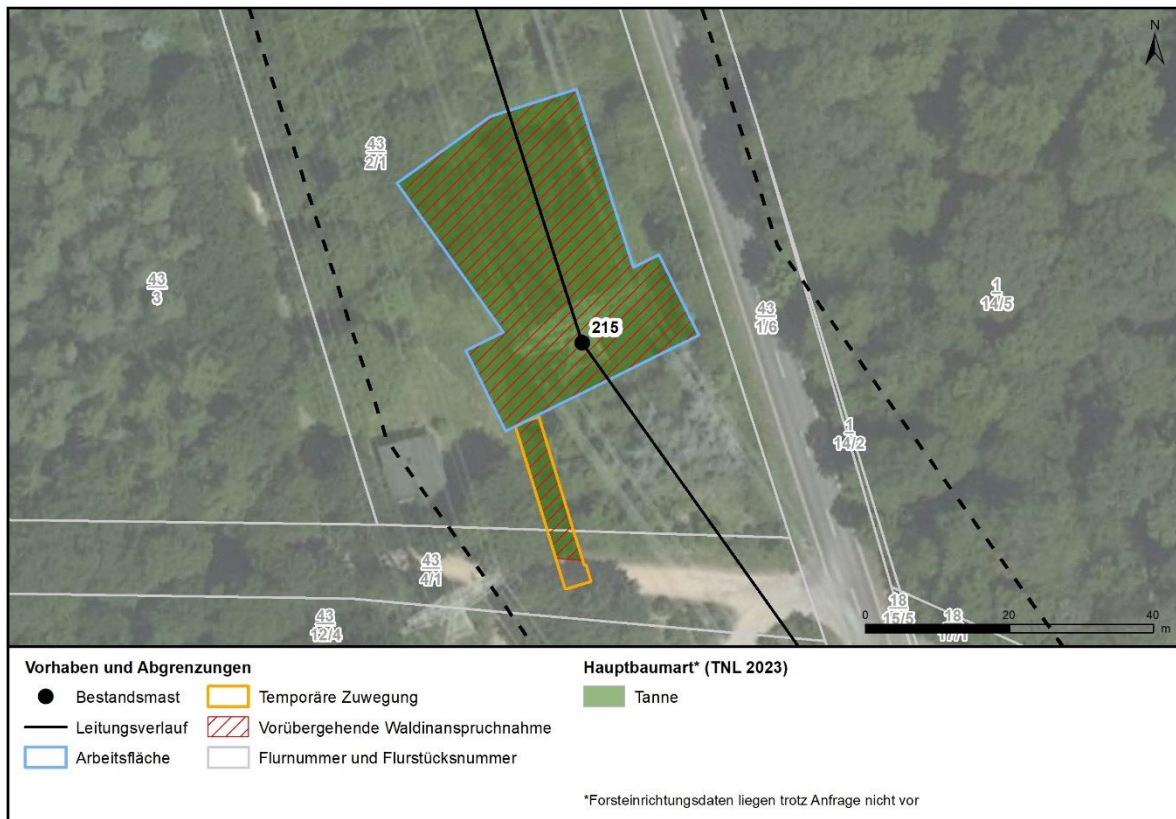 N
43
2/1
43
3
1
14/5
43
1/6
215
1
14/2
43
4/1
43
12/4
18
15/5
18
17/1
0 20 40
m
Vorhaben und Abgrenzungen
Bestandsmast
Leitungsverlauf
Arbeitsfläche
Temporäre Zuwegung
Vorübergehende Waldinanspruchnahme
Flurnummer und Flurstücksnummer
Hauptbaumart* (TNL 2023)
Tanne
*Forsteinrichtungsdaten liegen trotz Anfrage nicht vor